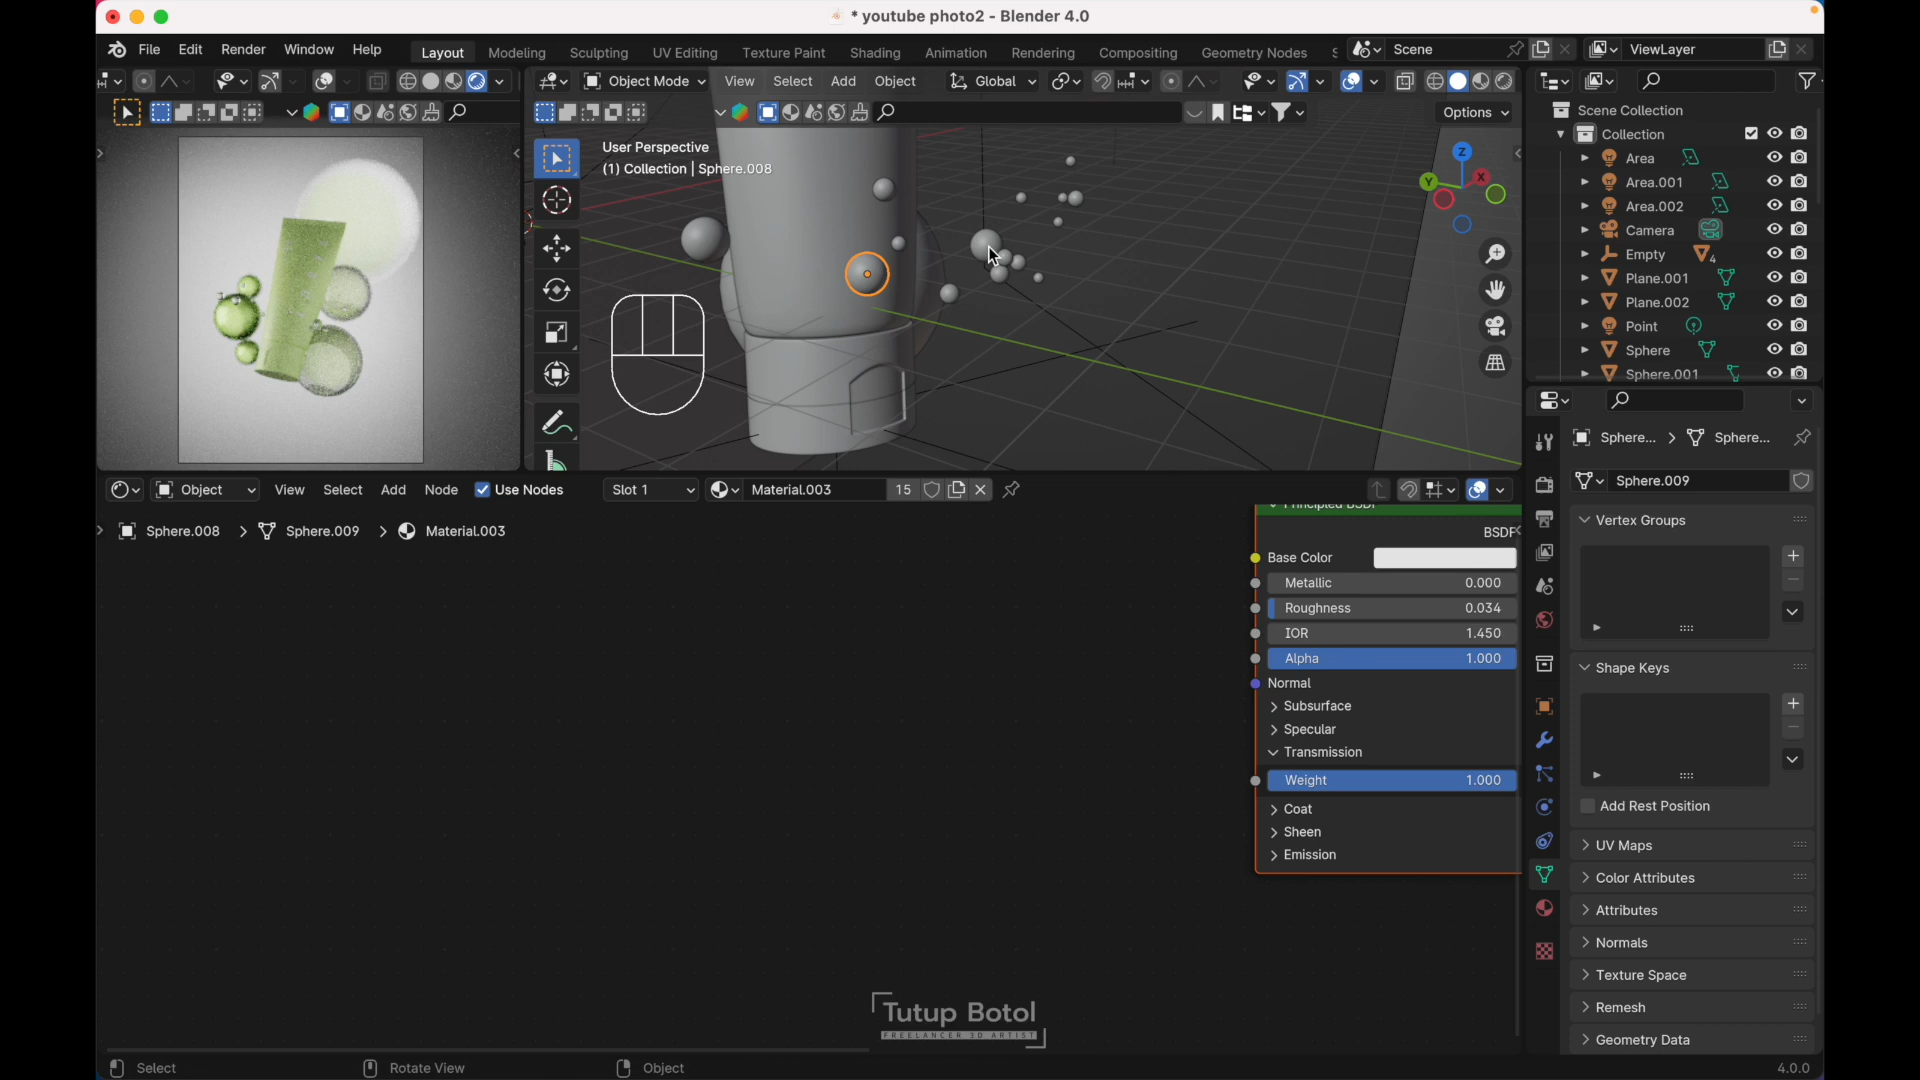 * youtube photo2 - Blender 4.0
File Edit Render Window Help Layout Modeling Sculpting UV Editing Texture Paint Shading Animation Rendering Compositing Geometry Nodes S Scene ViewLayer
Object Mode View Select Add Object Global
Options
User Perspective
(1) Collection | Sphere.008
Z
X
Y
Scene Collection
Collection
Area
Area.001
Area.002
Camera
Empty 4
Plane.001
Plane.002
Point
Sphere
Sphere.001
Object View Select Add Node Use Nodes Slot 1 Material.003 15
Sphere.008 > Sphere.009 > Material.003
Principled BSDF
BSDF
Base Color
Metallic 0.000
Roughness 0.034
IOR 1.450
Alpha 1.000
Normal
Subsurface
Specular
Transmission
Weight 1.000
Coat
Sheen
Emission
Sphere... > Sphere...
Sphere.009
Vertex Groups
Shape Keys
Add Rest Position
UV Maps
Color Attributes
Attributes
Normals
Texture Space
Remesh
Geometry Data
Tutup Botol
FREELANCER 3D ARTIST
Select Rotate View Object 4.0.0